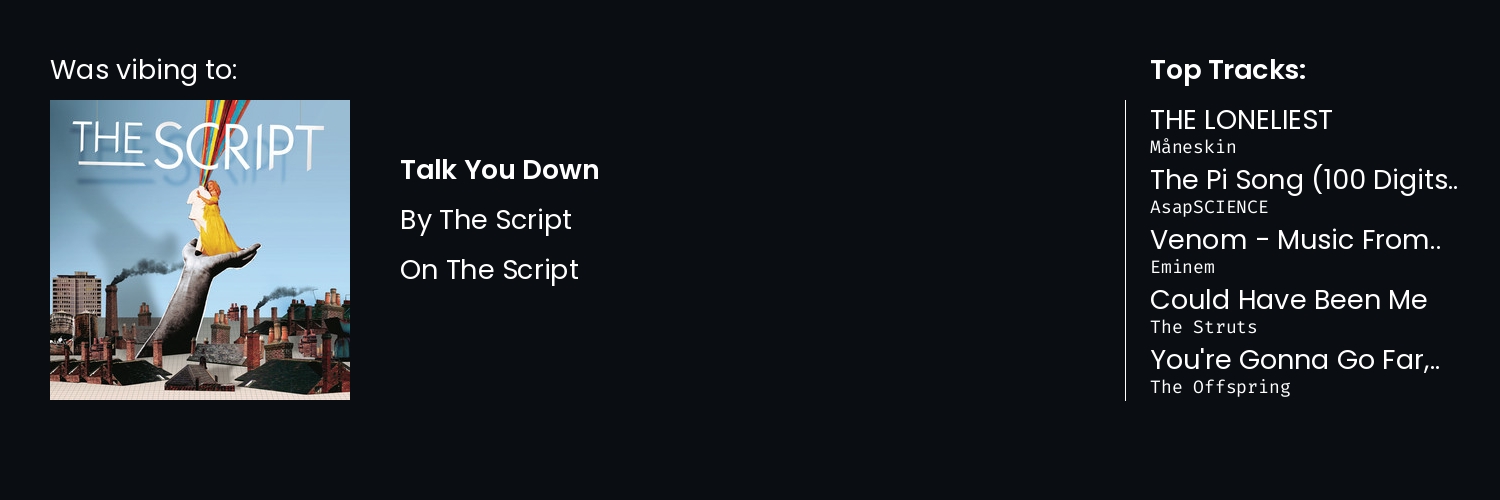 Was vibing to:
THE SCRIPT
Talk You Down
By The Script
On The Script
Top Tracks:
THE LONELIEST
Måneskin
The Pi Song (100 Digits..
AsapSCIENCE
Venom - Music From..
Eminem
Could Have Been Me
The Struts
You're Gonna Go Far,..
The Offspring